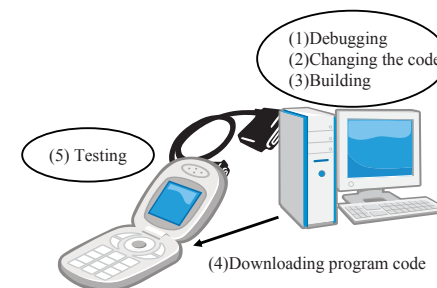 (1)Debugging
(2)Changing the code
(3)Building
(5) Testing
(4)Downloading program code